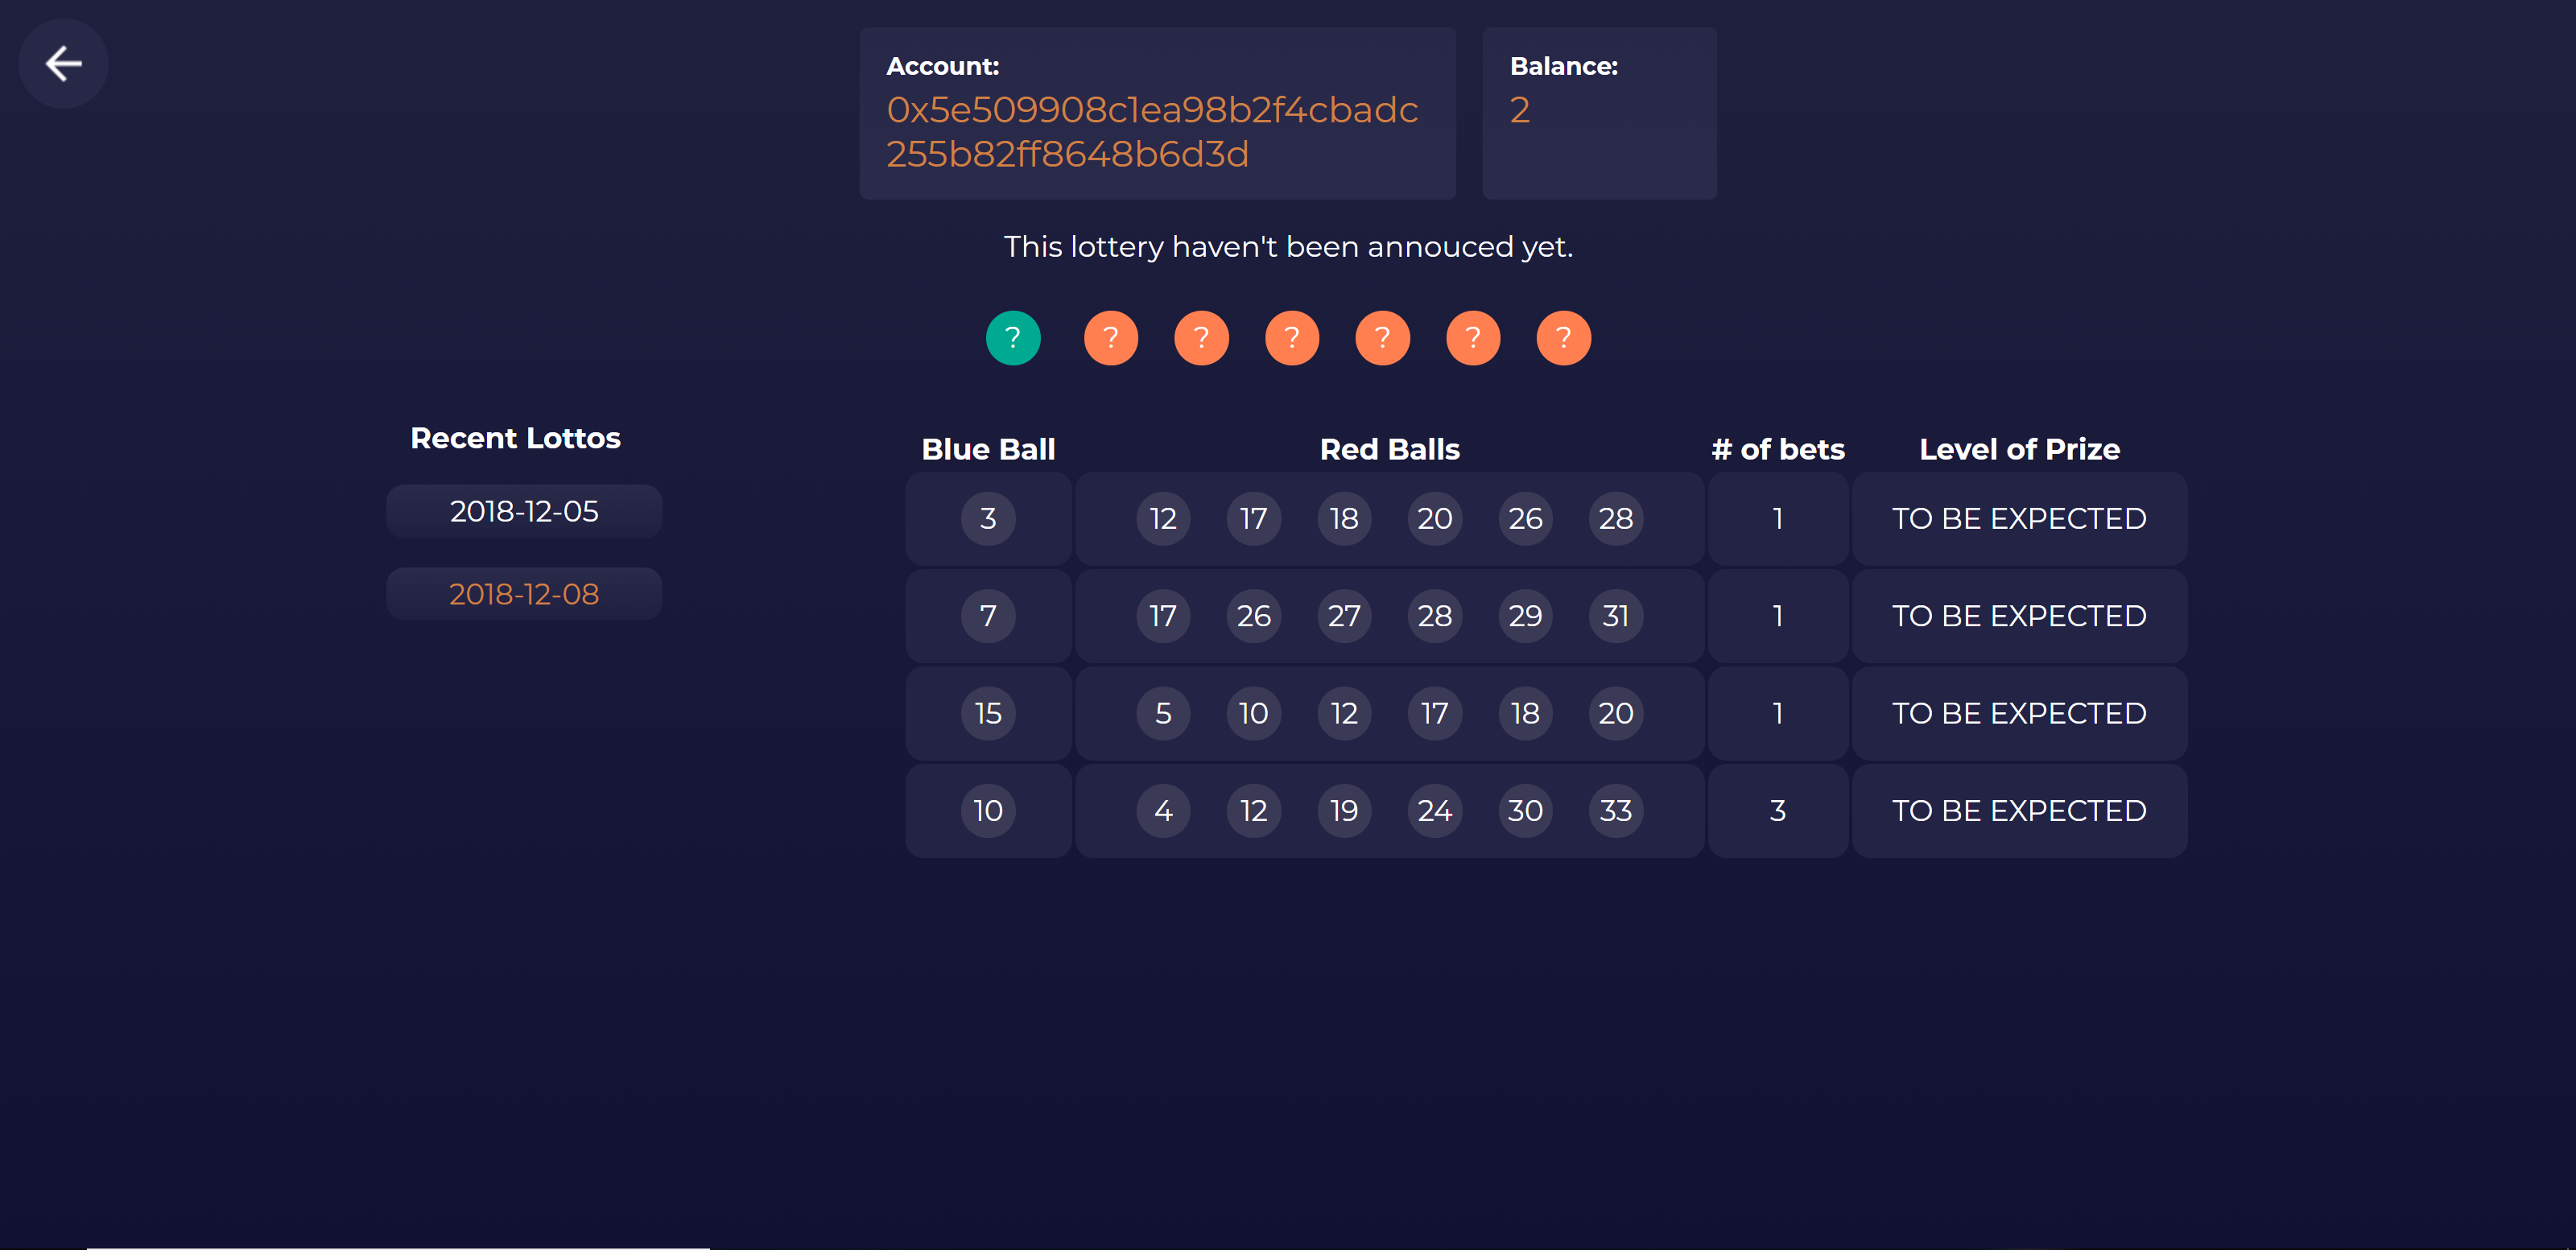 Account:
0x5e509908c1ea98b2f4cbadc
255b82ff8648b6d3d
Balance:
2
This lottery haven't been annouced yet.
? ? ? ? ? ? ?
Recent Lottos
2018-12-05
2018-12-08
Blue Ball Red Balls # of bets Level of Prize
3 12 17 18 20 26 28 1 TO BE EXPECTED
7 17 26 27 28 29 31 1 TO BE EXPECTED
15 5 10 12 17 18 20 1 TO BE EXPECTED
10 4 12 19 24 30 33 3 TO BE EXPECTED